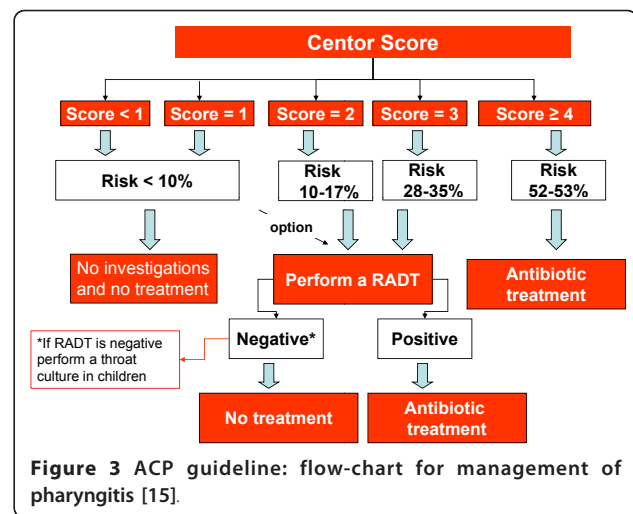 Centor Score
Score < 1
Score = 1
Score = 2
Score = 3
Score ≥ 4
Risk < 10%
Risk
10-17%
Risk
28-35%
Risk
52-53%
option
No investigations
and no treatment
Perform a RADT
Antibiotic
treatment
*If RADT is negative
perform a throat
culture in children
Negative*
Positive
No treatment
Antibiotic
treatment
Figure 3 ACP guideline: flow-chart for management of
pharyngitis [15].